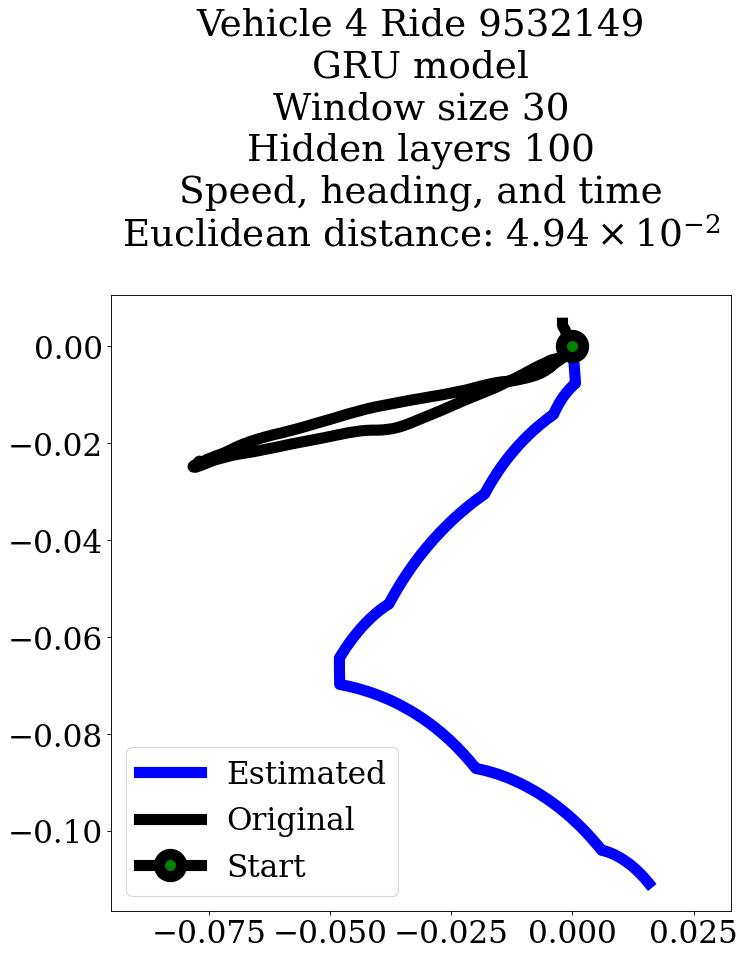 Vehicle 4 Ride 9532149
GRU model
Window size 30
Hidden layers 100
Speed, heading, and time
Euclidean distance: 4.94 × 10⁻²
0.00
−0.02
−0.04
−0.06
−0.08
−0.10
Estimated
Original
Start
−0.075 −0.050 −0.025 0.000 0.025